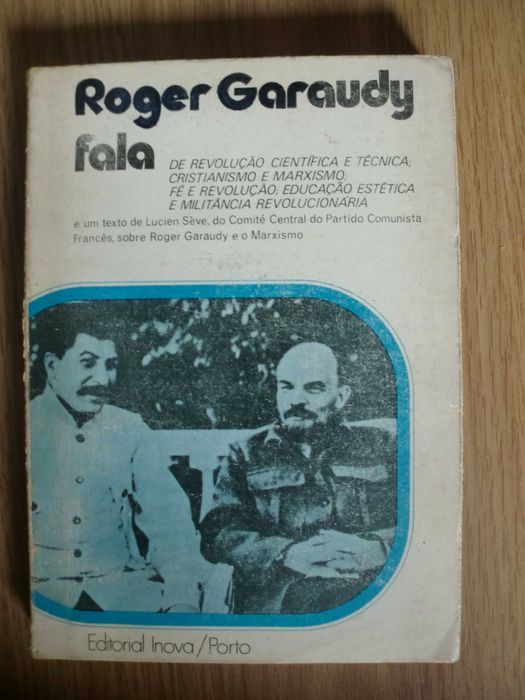 Roger Garaudy
fala
DE REVOLUÇÃO CIENTÍFICA E TÉCNICA;
CRISTIANISMO E MARXISMO;
FÉ E REVOLUÇÃO; EDUCAÇÃO ESTÉTICA
E MILITÂNCIA REVOLUCIONÁRIA
e um texto de Lucien Sève, do Comité Central do Partido Comunista
Francês, sobre Roger Garaudy e o Marxismo
Editorial Inova/Porto